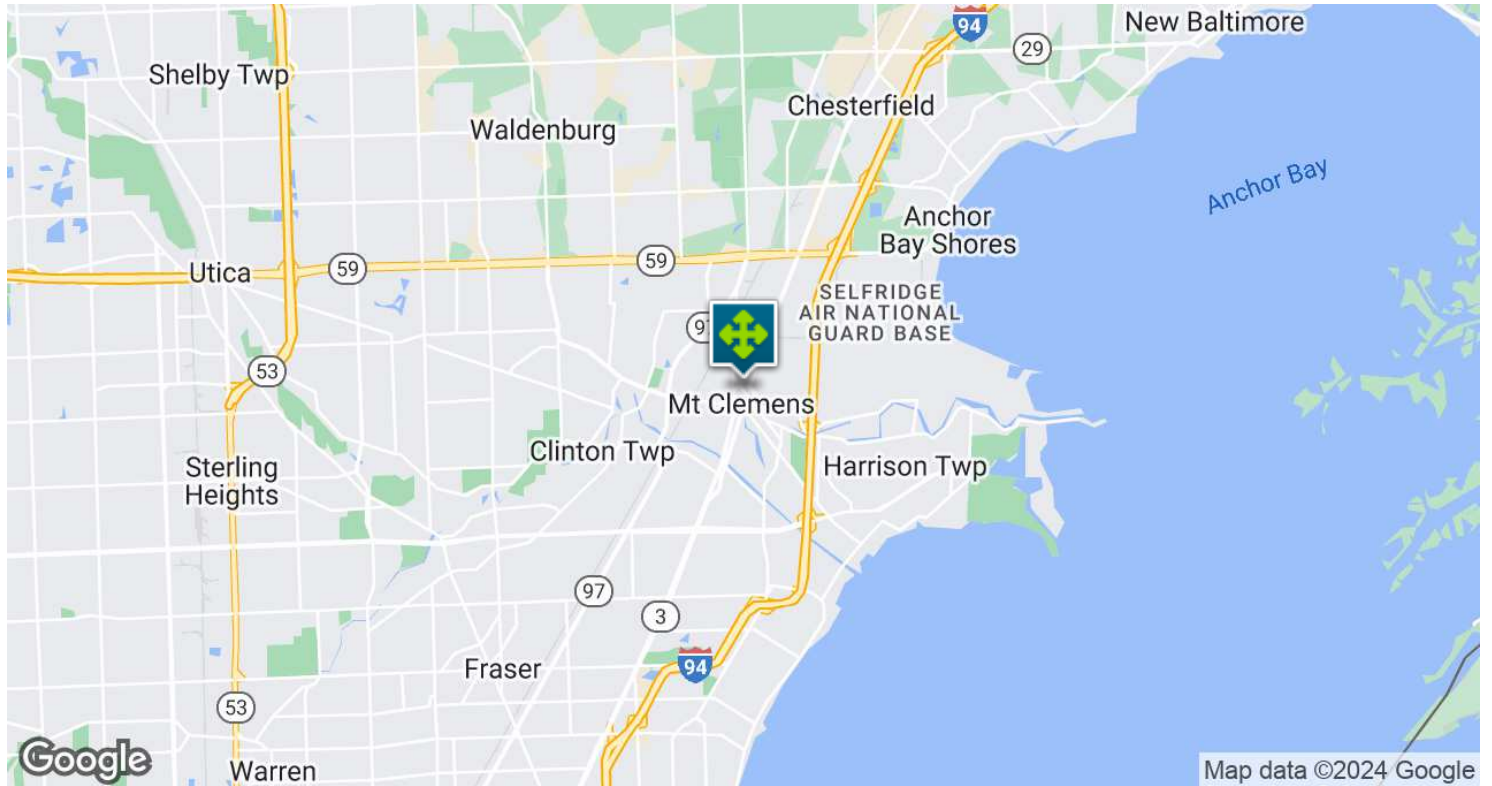 94
New Baltimore
29
Shelby Twp
Chesterfield
Waldenburg
Anchor Bay
Anchor
Bay Shores
59
59
Utica
SELFRIDGE
AIR NATIONAL
GUARD BASE
53
Mt Clemens
Clinton Twp
Harrison Twp
Sterling
Heights
97
3
Fraser
94
53
Google
Warren
Map data ©2024 Google